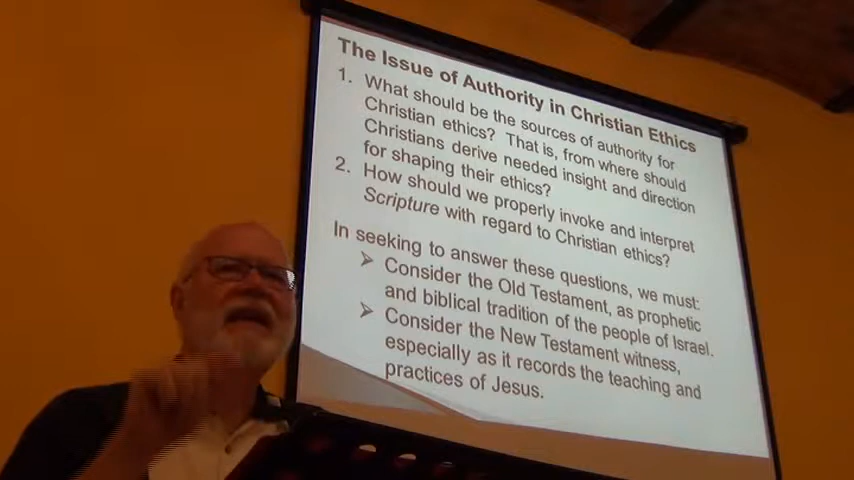 The Issue of Authority in Christian Ethics
1. What should be the sources of authority for
Christian ethics? That is, from where should
Christians derive needed insight and direction
for shaping their ethics?
2. How should we properly invoke and interpret
Scripture with regard to Christian ethics?
In seeking to answer these questions, we must:
➢ Consider the Old Testament, as prophetic
and biblical tradition of the people of Israel.
➢ Consider the New Testament witness,
especially as it records the teaching and
practices of Jesus.